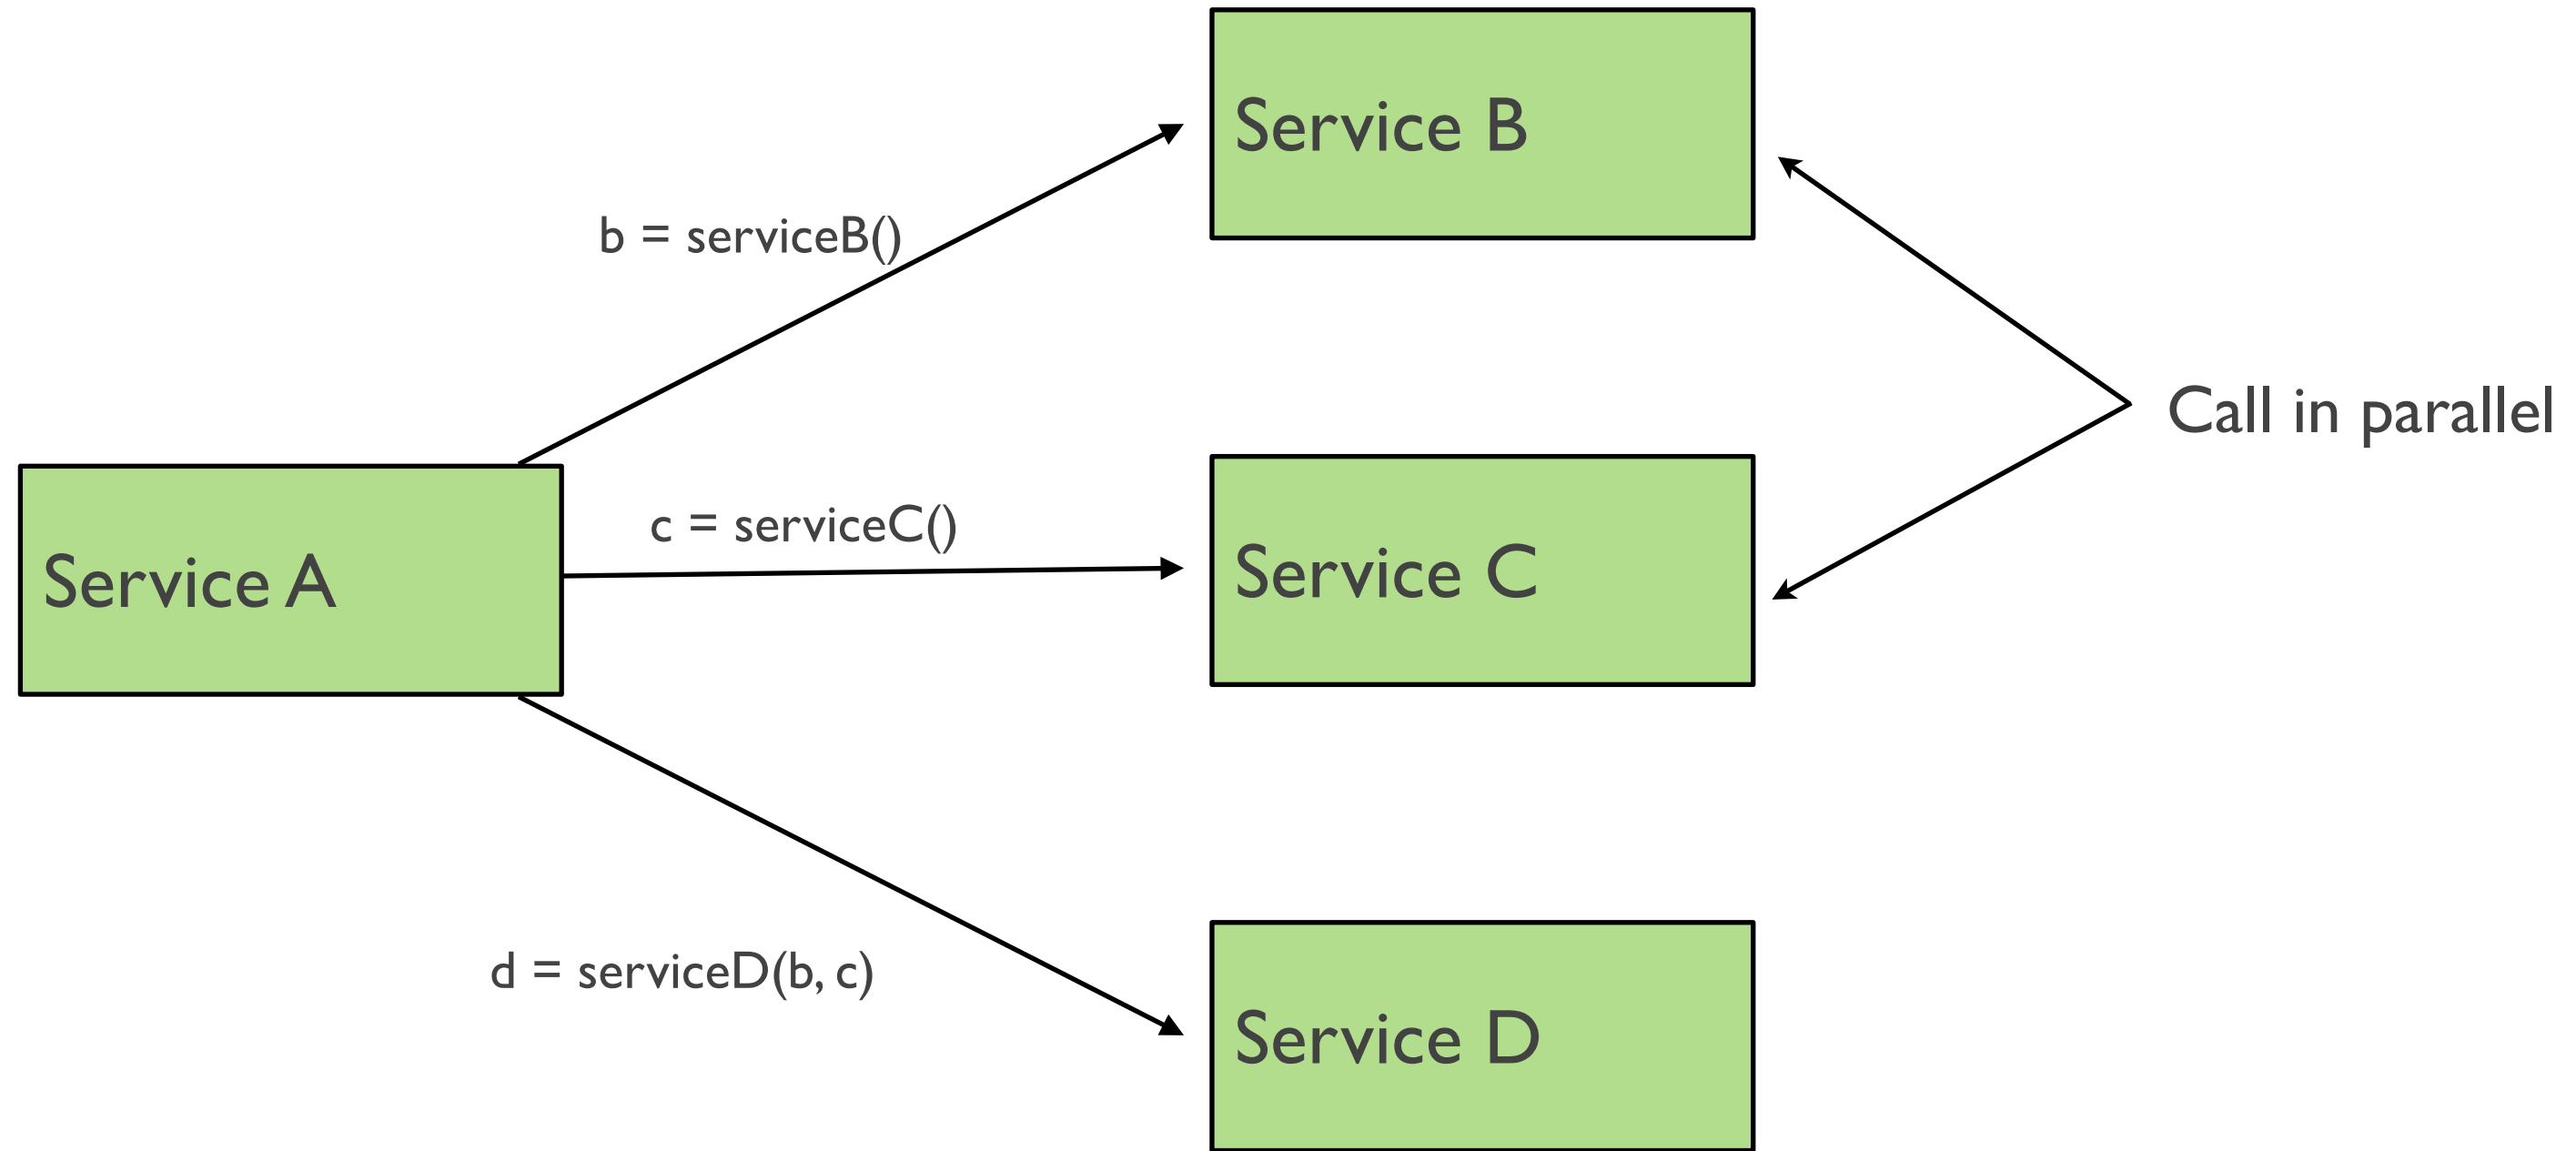 Service B
b = serviceB()
Call in parallel
c = serviceC()
Service A
Service C
d = serviceD(b, c)
Service D